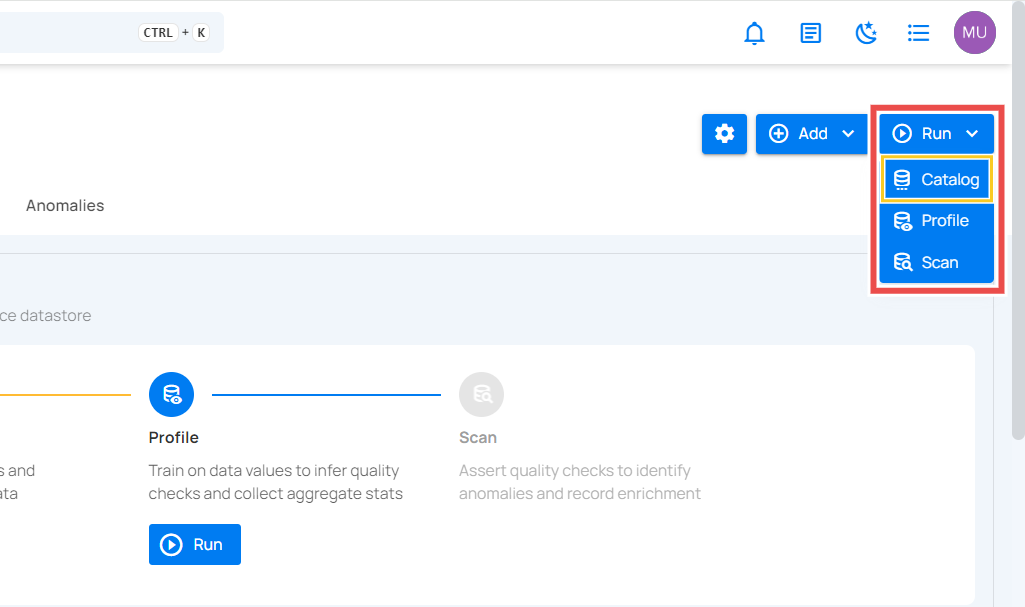 CTRL + K
MU
Add
Run
Catalog
Profile
Scan
Anomalies
ce datastore
Profile
Scan
s and
Train on data values to infer quality
Assert quality checks to identify
ata
checks and collect aggregate stats
anomalies and record enrichment
Run